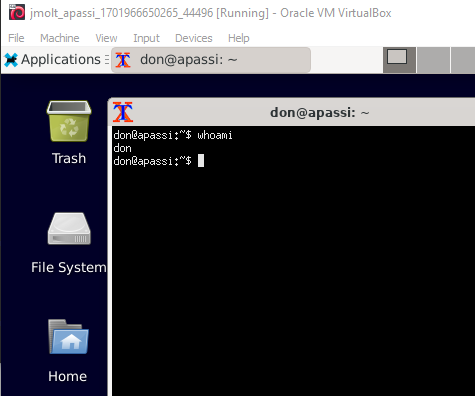 jmolt_apassi_1701966650265_44496 [Running] - Oracle VM VirtualBox
File Machine View Input Devices Help
Applications don@apassi: ~
don@apassi: ~
Trash
don@apassi:~$ whoami
don
don@apassi:~$
File System
Home